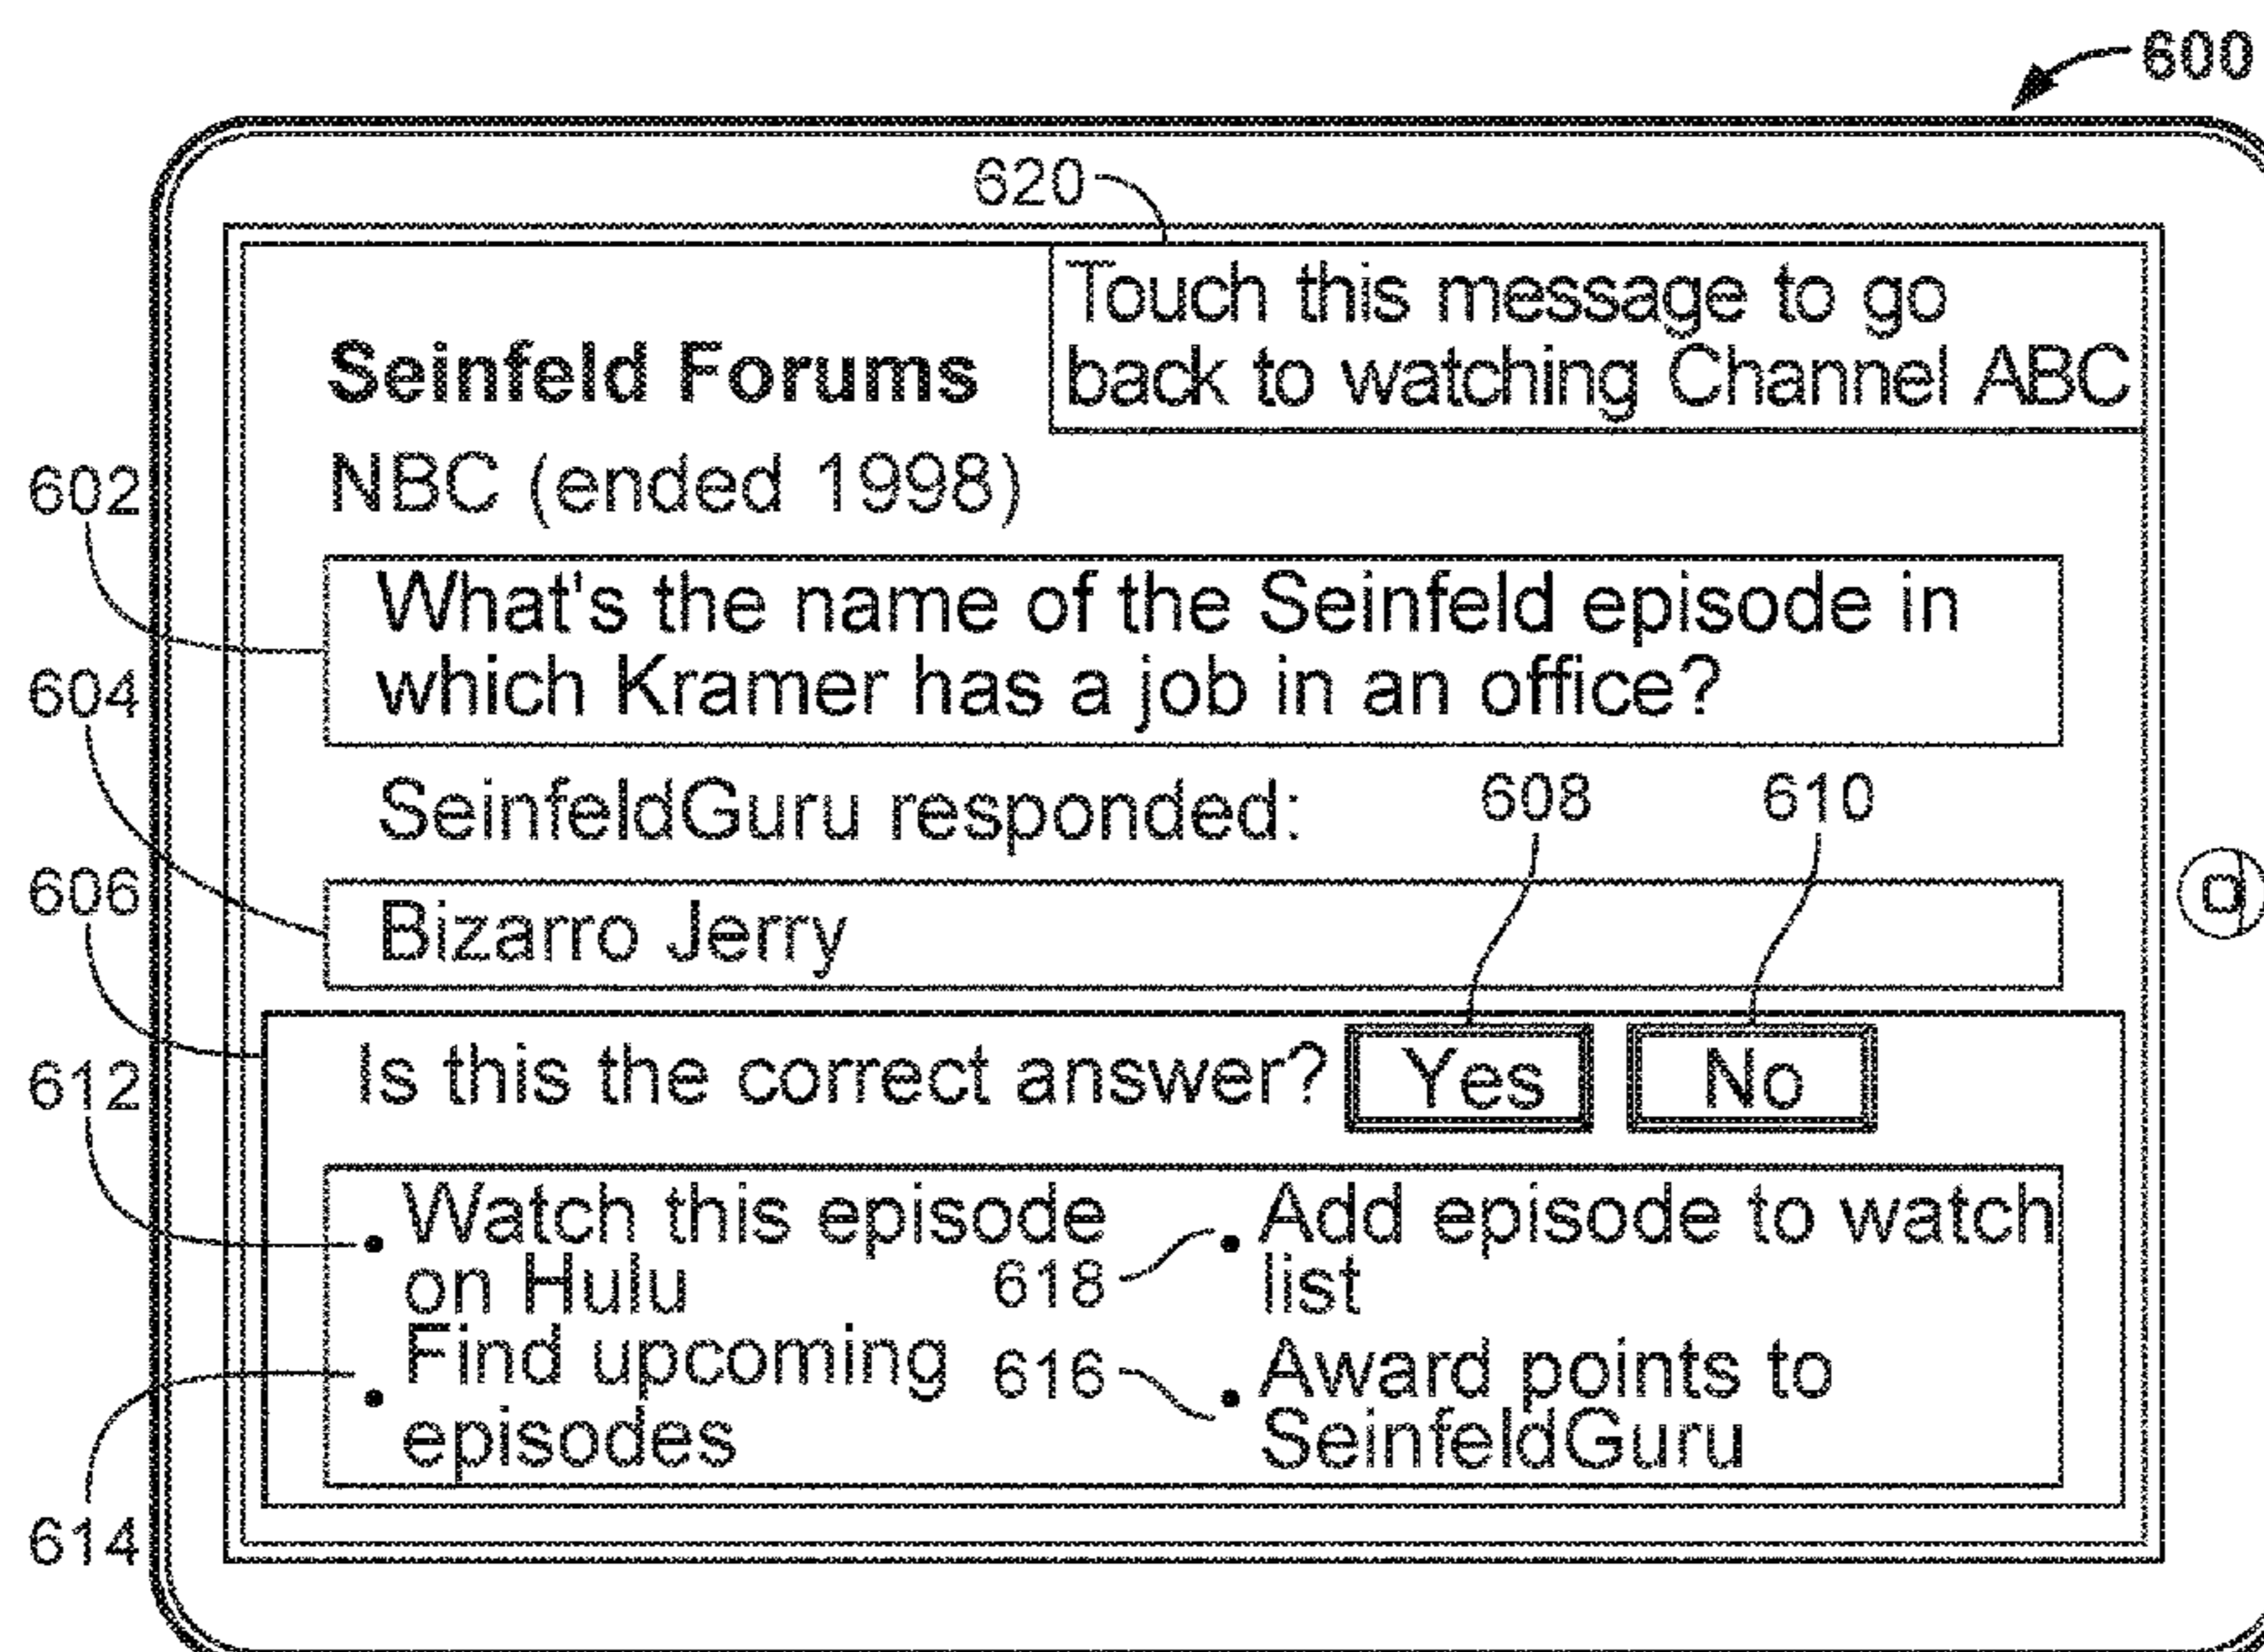 600
620
Touch this message to go
back to watching Channel ABC
Seinfeld Forums
NBC (ended 1998)
602
What's the name of the Seinfeld episode in
which Kramer has a job in an office?
604
SeinfeldGuru responded:
608
610
606
Bizarro Jerry
Is this the correct answer?
Yes
No
612
Watch this episode
on Hulu
618
Add episode to watch
list
614
Find upcoming
episodes
616
Award points to
SeinfeldGuru